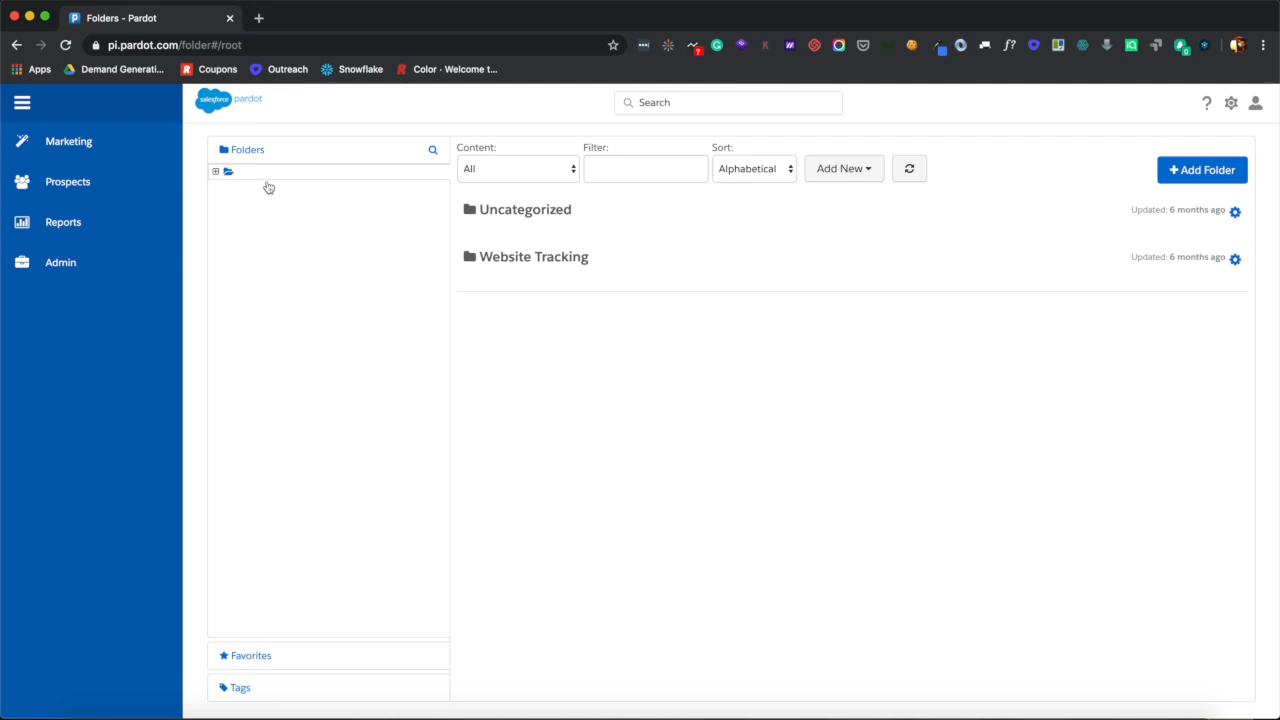 Folders - Pardot
pi.pardot.com/folder#/root
Apps
Demand Generati...
Coupons
Outreach
Snowflake
Color · Welcome t...
salesforce pardot
Search
Marketing
Prospects
Reports
Admin
Folders
Content:
Filter:
Sort:
All
Alphabetical
Add New
Add Folder
Uncategorized
Updated: 6 months ago
Website Tracking
Updated: 6 months ago
Favorites
Tags